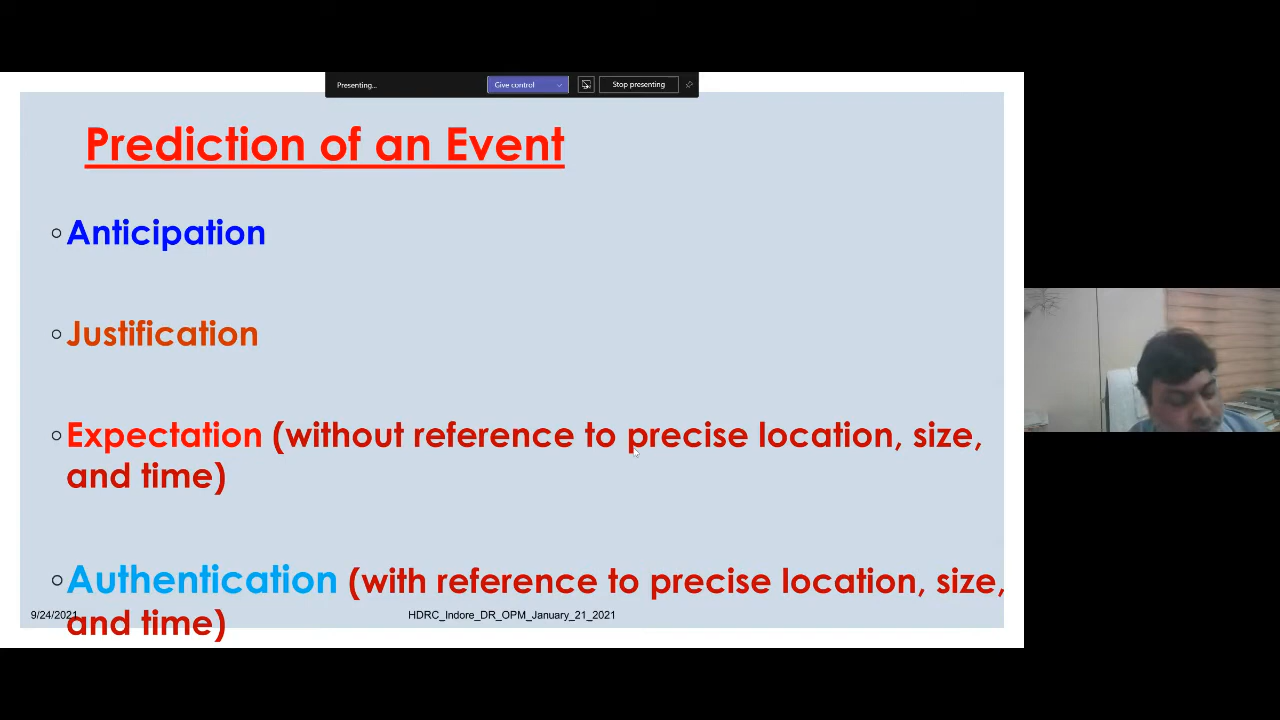 Presenting...
Give control
Stop presenting
Prediction of an Event
Anticipation
Justification
Expectation (without reference to precise location, size,
and time)
Authentication (with reference to precise location, size,
and time)
9/24/2021
HDRC_Indore_DR_OPM_January_21_2021